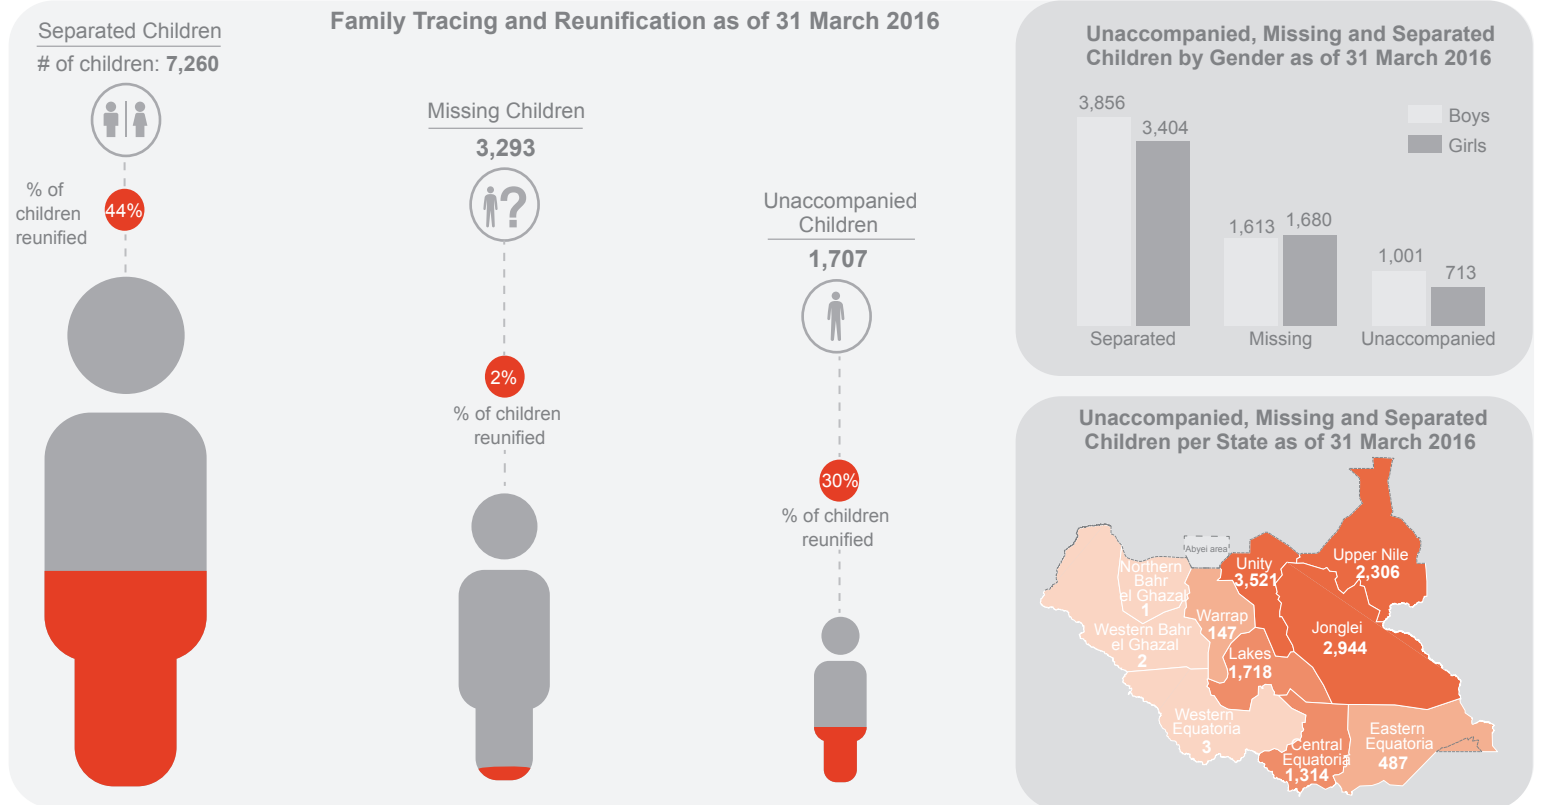 Family Tracing and Reunification as of 31 March 2016
Separated Children
# of children: 7,260
% of
children
reunified
44%
Missing Children
3,293
?
2%
% of children
reunified
Unaccompanied
Children
1,707
30%
% of children
reunified
Unaccompanied, Missing and Separated
Children by Gender as of 31 March 2016
3,856
3,404
1,613
1,680
1,001
713
Boys
Girls
Separated
Missing
Unaccompanied
Unaccompanied, Missing and Separated
Children per State as of 31 March 2016
Abyei area
Upper Nile
2,306
Unity
3,521
Northern
Bahr
el Ghazal
1
Warrap
147
Western Bahr
el Ghazal
2
Jonglei
2,944
Lakes
1,718
Western
Equatoria
3
Central
Equatoria
1,314
Eastern
Equatoria
487